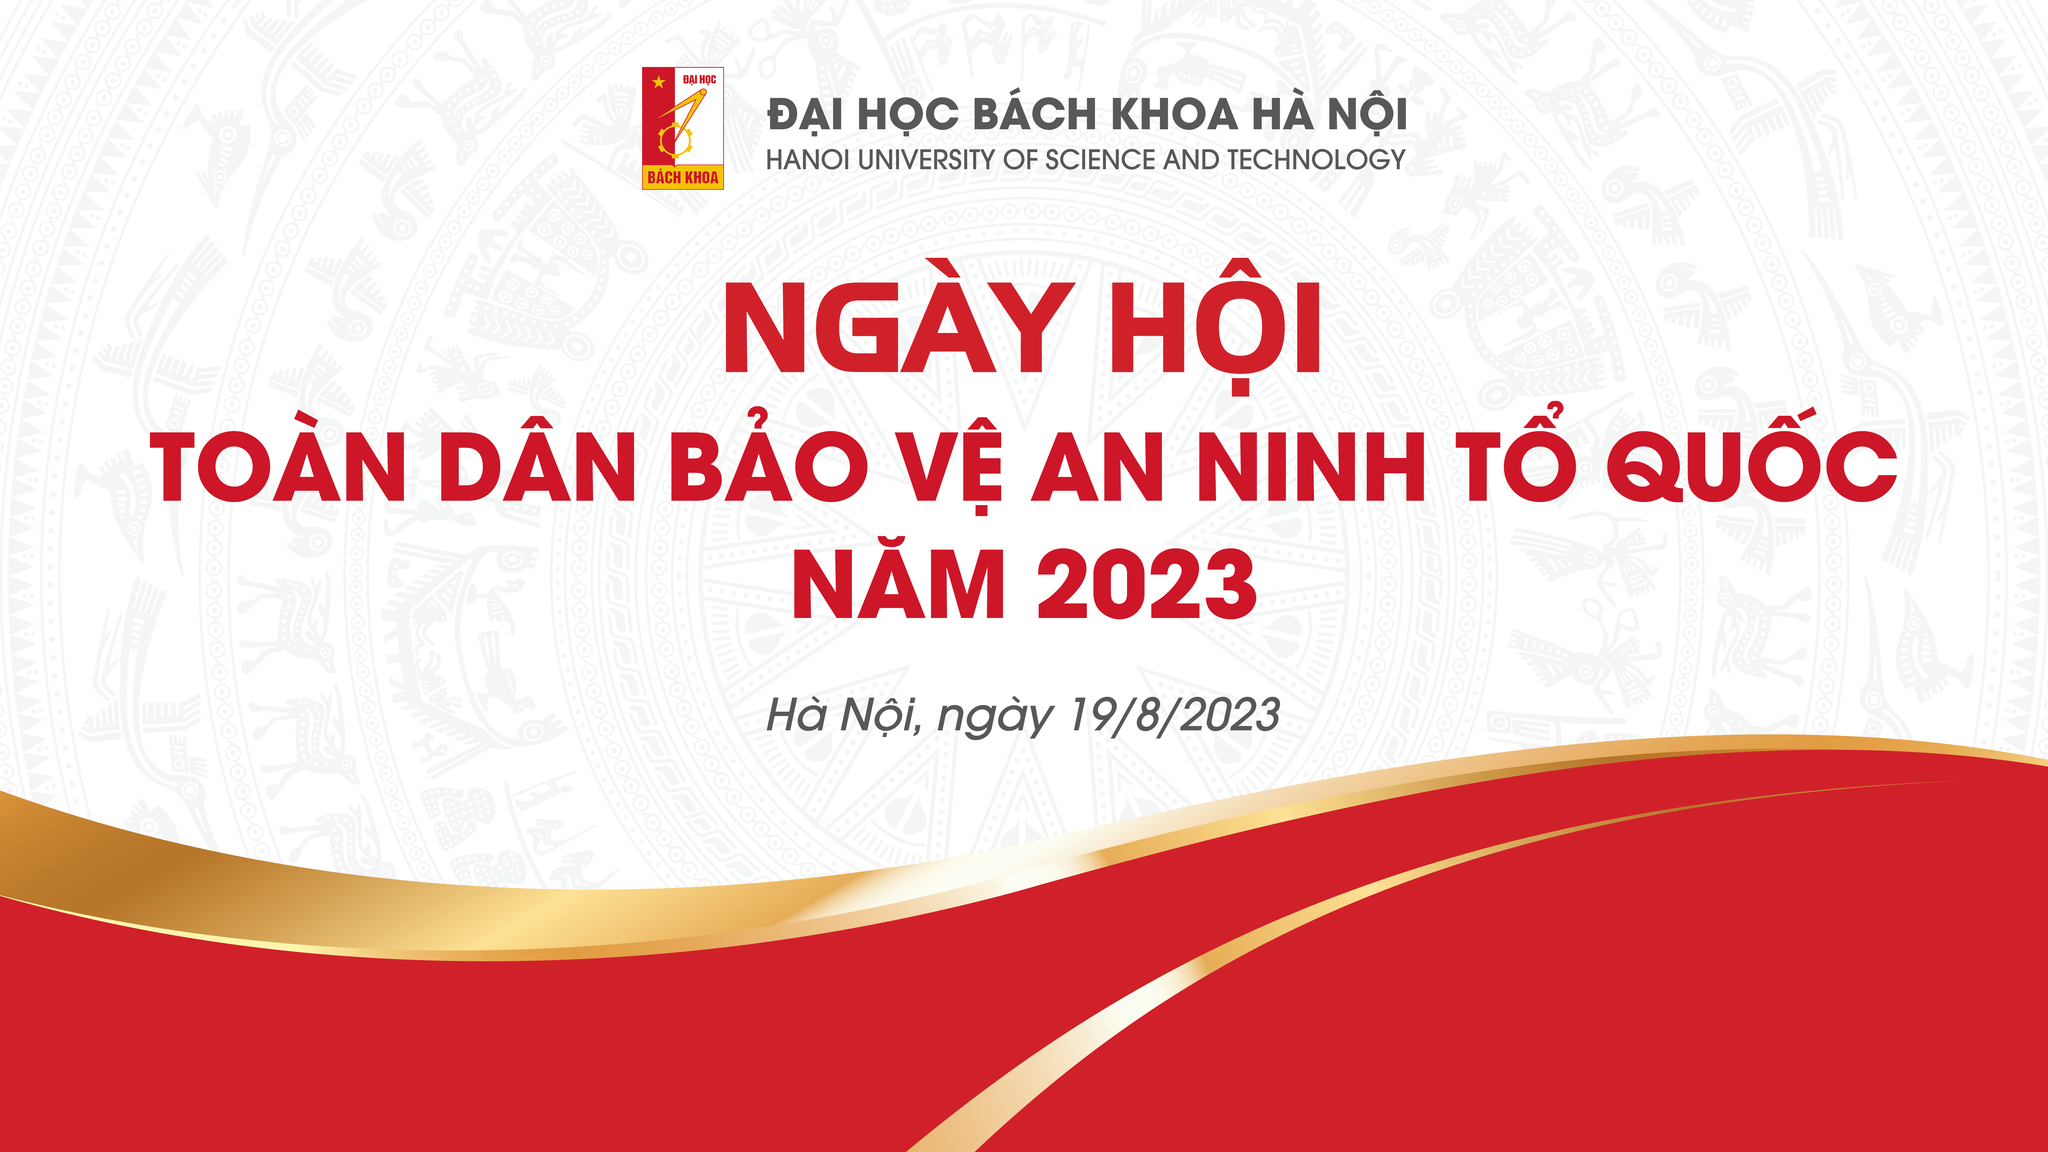 ĐẠI HỌC
BÁCH KHOA
ĐẠI HỌC BÁCH KHOA HÀ NỘI
HANOI UNIVERSITY OF SCIENCE AND TECHNOLOGY
NGÀY HỘI
TOÀN DÂN BẢO VỆ AN NINH TỔ QUỐC
NĂM 2023
Hà Nội, ngày 19/8/2023